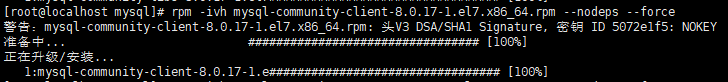 [root@localhost mysql]# rpm -ivh mysql-community-client-8.0.17-1.el7.x86_64.rpm --nodeps --force
警告：mysql-community-client-8.0.17-1.el7.x86_64.rpm: 头V3 DSA/SHA1 Signature, 密钥 ID 5072e1f5: NOKEY
准备中... ################################# [100%]
正在升级/安装...
1:mysql-community-client-8.0.17-1.e################################# [100%]